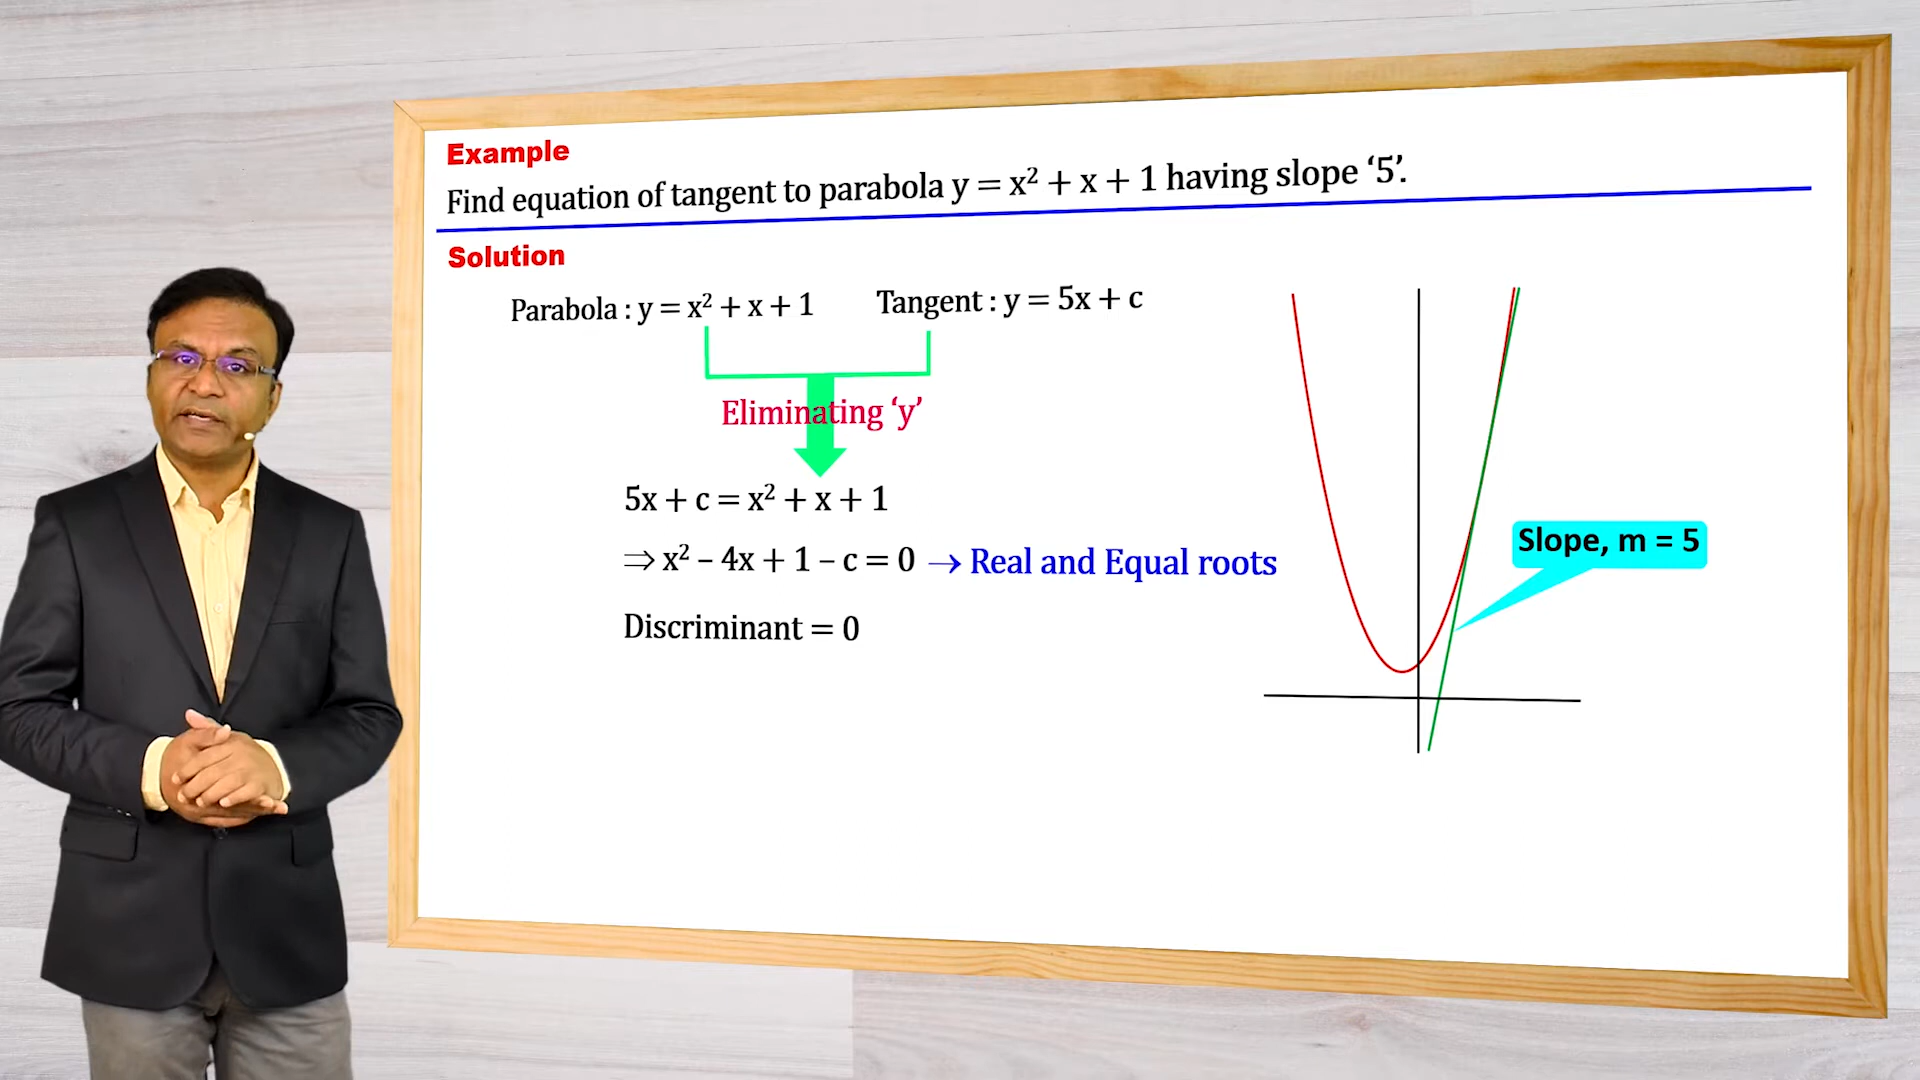 Example
Find equation of tangent to parabola y = x² + x + 1 having slope ‘5’.
Solution
Parabola : y = x² + x + 1 Tangent : y = 5x + c
Eliminating ‘y’
5x + c = x² + x + 1
⇒ x² – 4x + 1 – c = 0 → Real and Equal roots
Slope, m = 5
Discriminant = 0